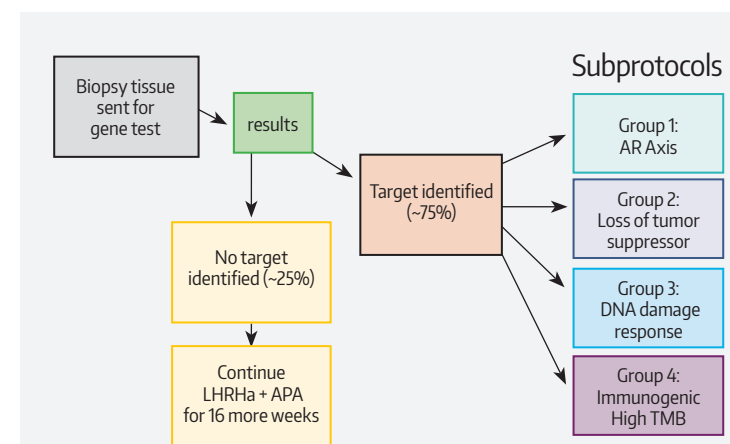 Subprotocols
Biopsy tissue
sent for
gene test
results
Target identified
(~75%)
No target
identified (~25%)
Continue
LHRHa + APA
for 16 more weeks
Group 1:
AR Axis
Group 2:
Loss of tumor
suppressor
Group 3:
DNA damage
response
Group 4:
Immunogenic
High TMB